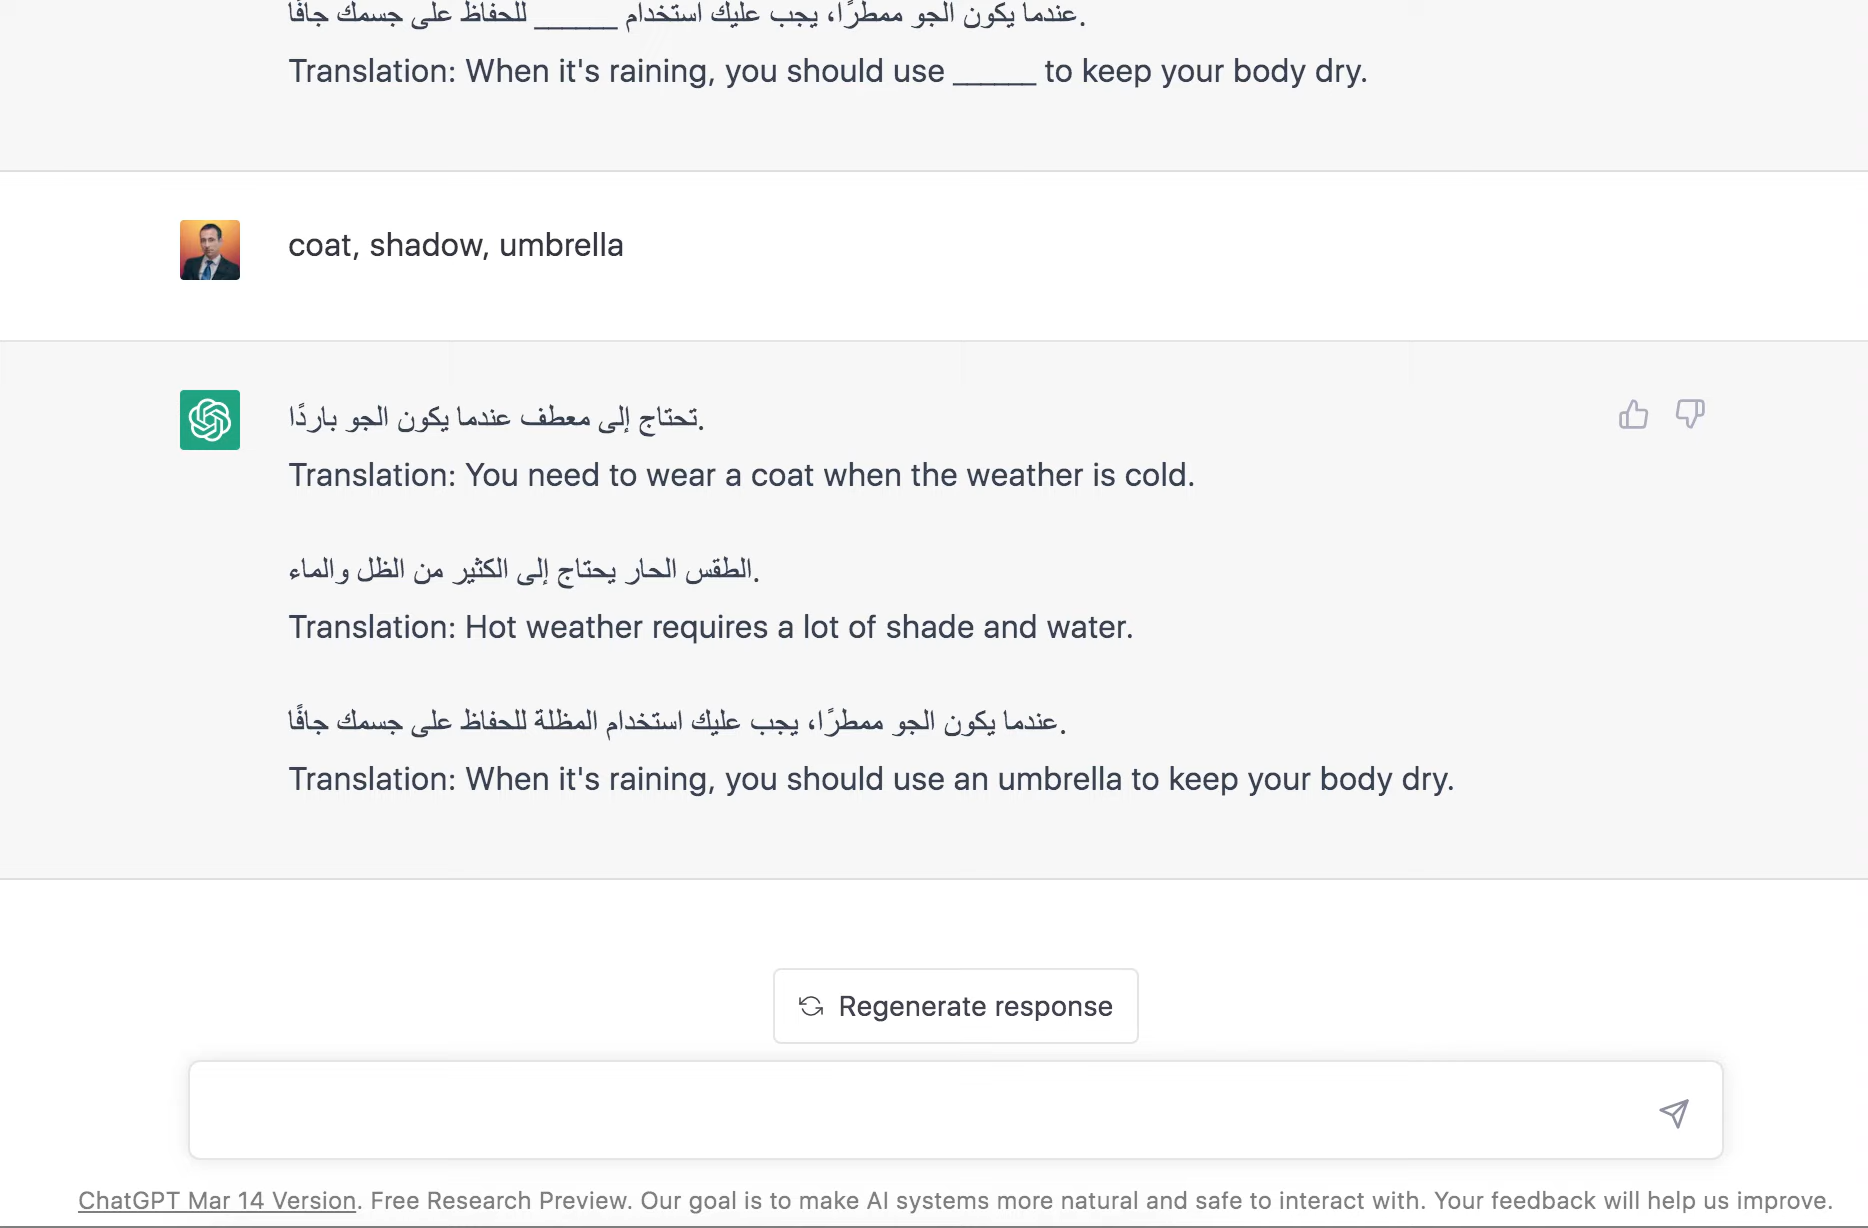 عندما يكون الجو ممطرًا، يجب عليك استخدام ______ للحفاظ على جسمك جافًا.
Translation: When it's raining, you should use ______ to keep your body dry.
coat, shadow, umbrella
تحتاج إلى معطف عندما يكون الجو باردًا.
Translation: You need to wear a coat when the weather is cold.
الطقس الحار يحتاج إلى الكثير من الظل والماء.
Translation: Hot weather requires a lot of shade and water.
عندما يكون الجو ممطرًا، يجب عليك استخدام المظلة للحفاظ على جسمك جافًا.
Translation: When it's raining, you should use an umbrella to keep your body dry.
Regenerate response
ChatGPT Mar 14 Version. Free Research Preview. Our goal is to make AI systems more natural and safe to interact with. Your feedback will help us improve.